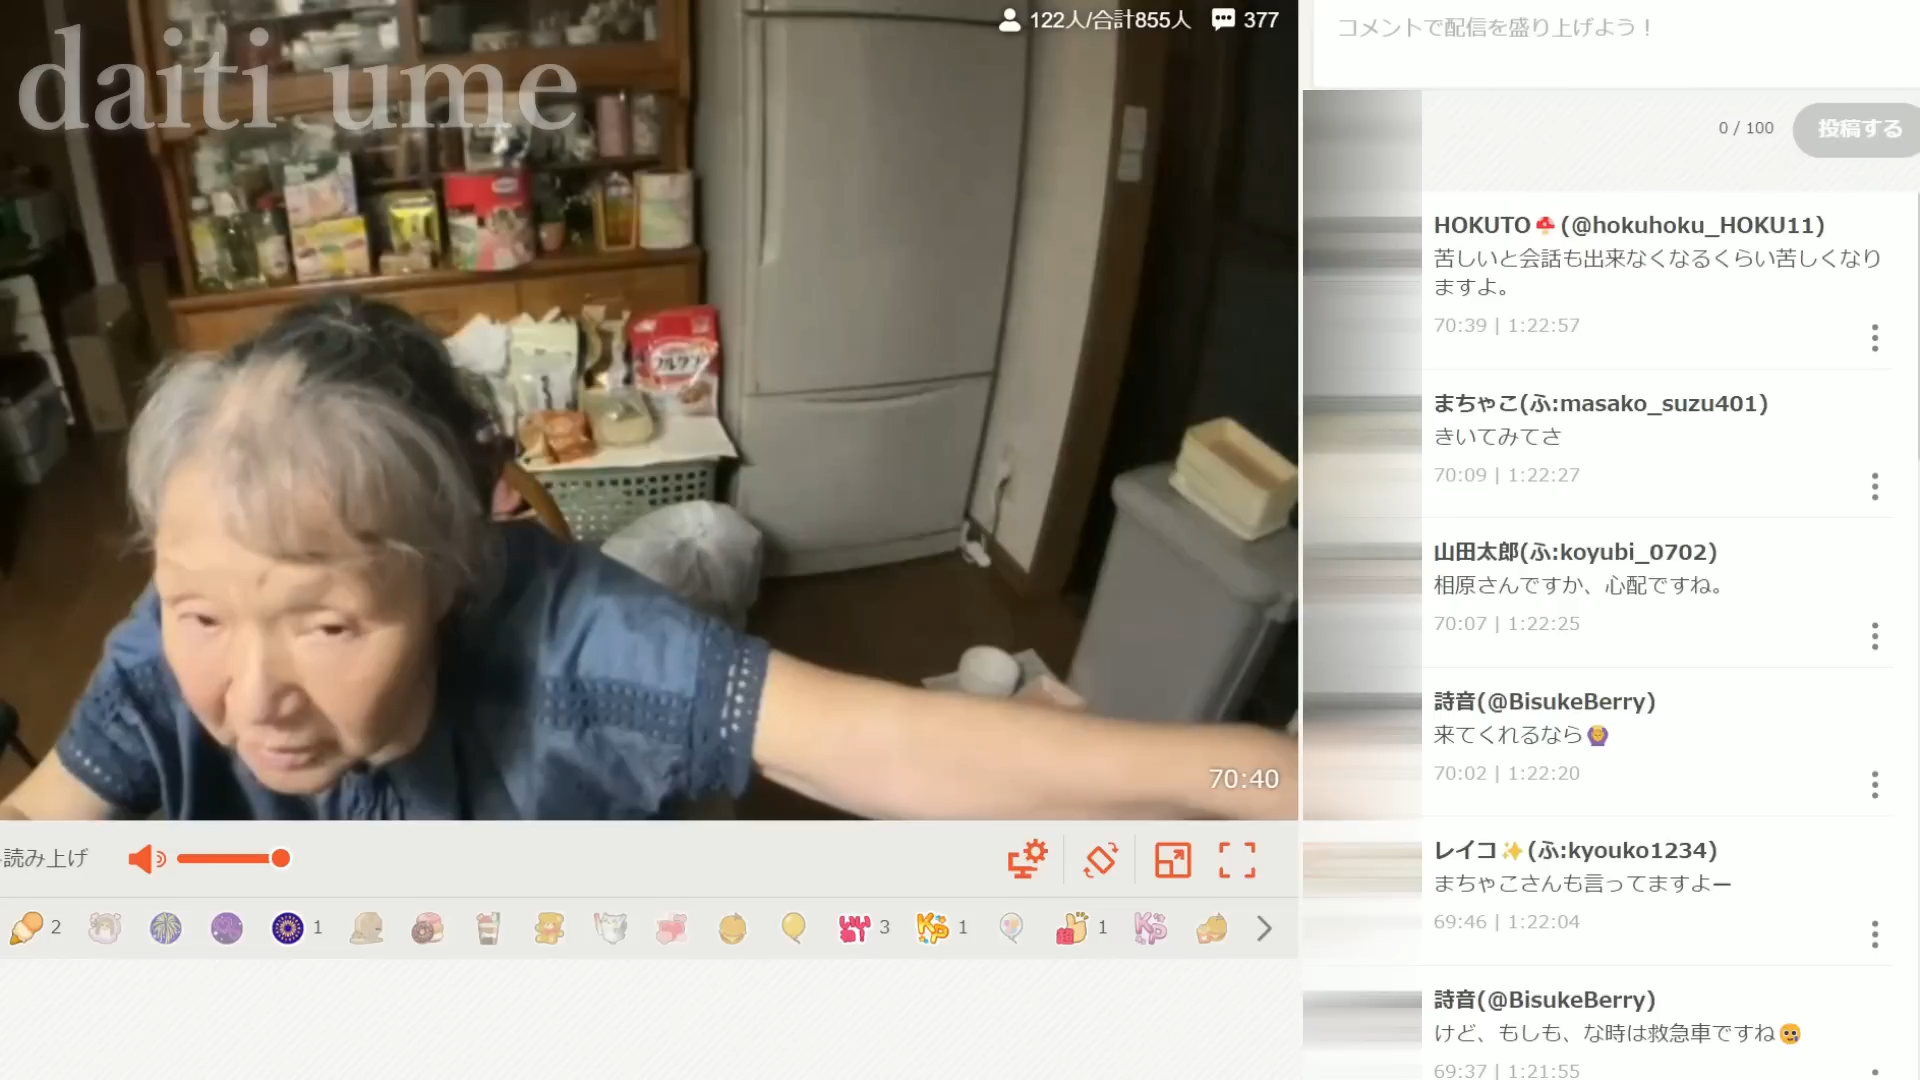 daiti ume
122人/合計855人 377
フルグラ
70:40
読み上げ
2 1 3 1 1
コメントで配信を盛り上げよう！
0 / 100 投稿する
HOKUTO🍄(@hokuhoku_HOKU11)
苦しいと会話も出来なくなるくらい苦しくなり
ますよ。
70:39 | 1:22:57
まちゃこ(ふ:masako_suzu401)
きいてみてさ
70:09 | 1:22:27
山田太郎(ふ:koyubi_0702)
相原さんですか、心配ですね。
70:07 | 1:22:25
詩音(@BisukeBerry)
来てくれるなら🙆
70:02 | 1:22:20
レイコ✨(ふ:kyouko1234)
まちゃこさんも言ってますよー
69:46 | 1:22:04
詩音(@BisukeBerry)
けど、もしも、な時は救急車ですね🥲
69:37 | 1:21:55